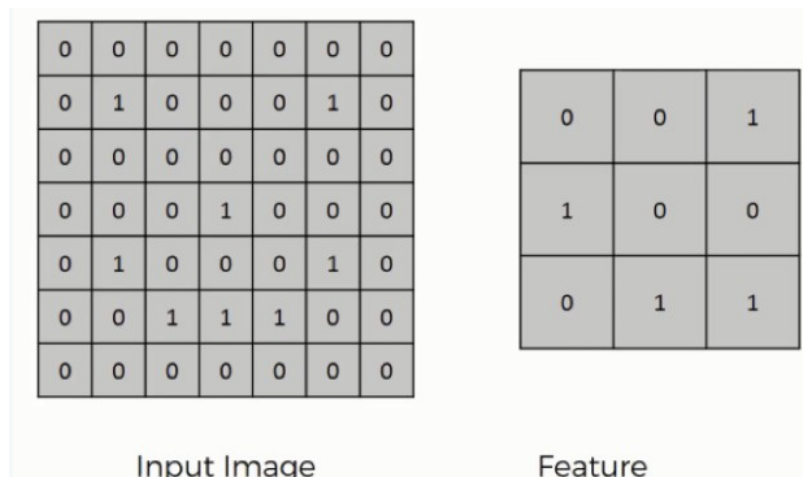 0 0 0 0 0 0 0
0 1 0 0 0 1 0
0 0 0 0 0 0 0
0 0 0 1 0 0 0
0 1 0 0 0 1 0
0 0 1 1 1 0 0
0 0 0 0 0 0 0
Input Image
0 0 1
1 0 0
0 1 1
Feature